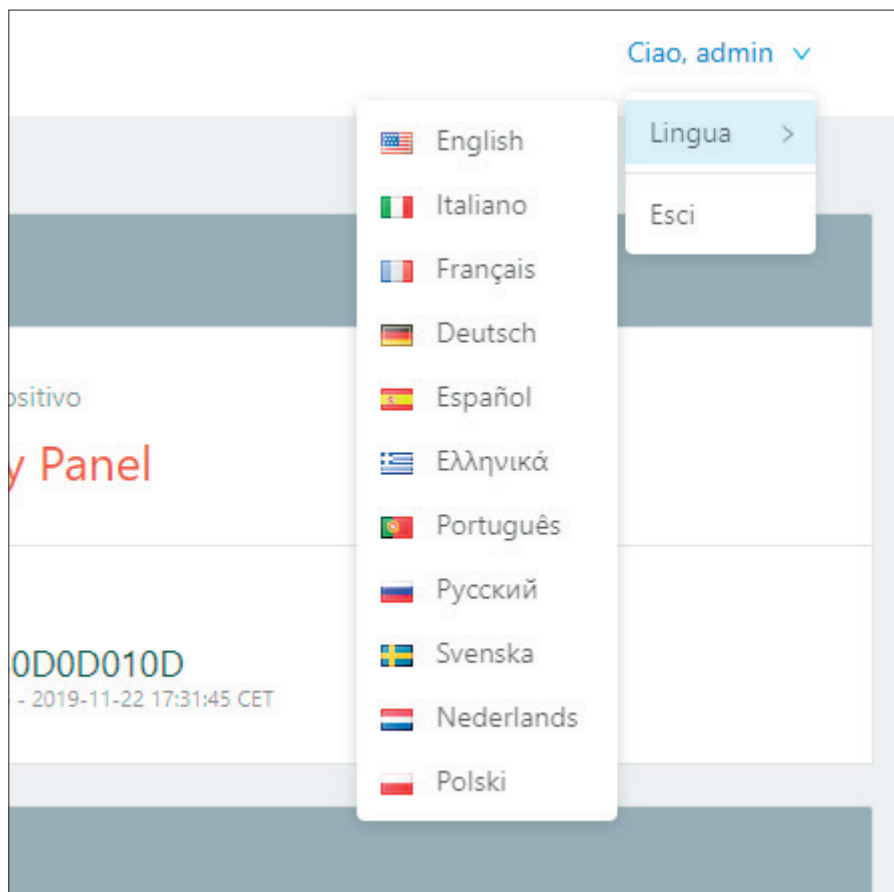 Ciao, admin
Lingua
Esci
English
Italiano
Français
Deutsch
Español
Ελληνικά
Português
Русский
Svenska
Nederlands
Polski
ositivo
y Panel
0D0D010D
- 2019-11-22 17:31:45 CET